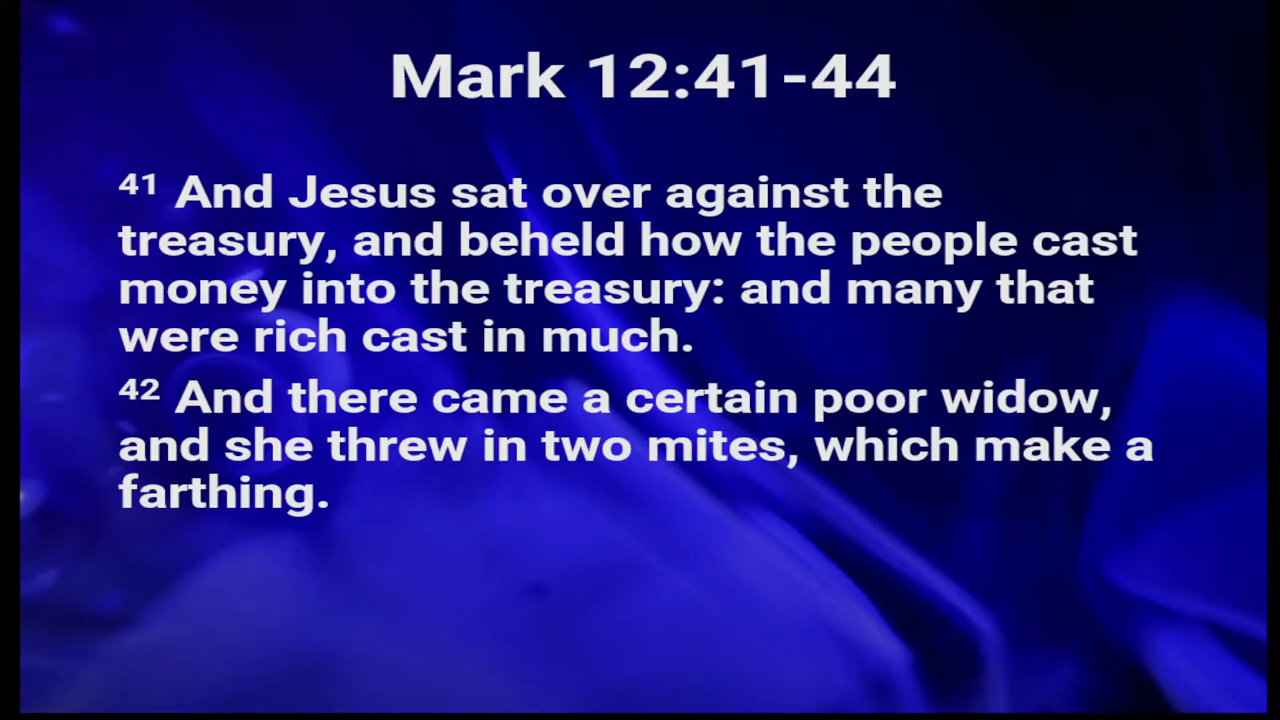 Mark 12:41-44
41 And Jesus sat over against the
treasury, and beheld how the people cast
money into the treasury: and many that
were rich cast in much.
42 And there came a certain poor widow,
and she threw in two mites, which make a
farthing.